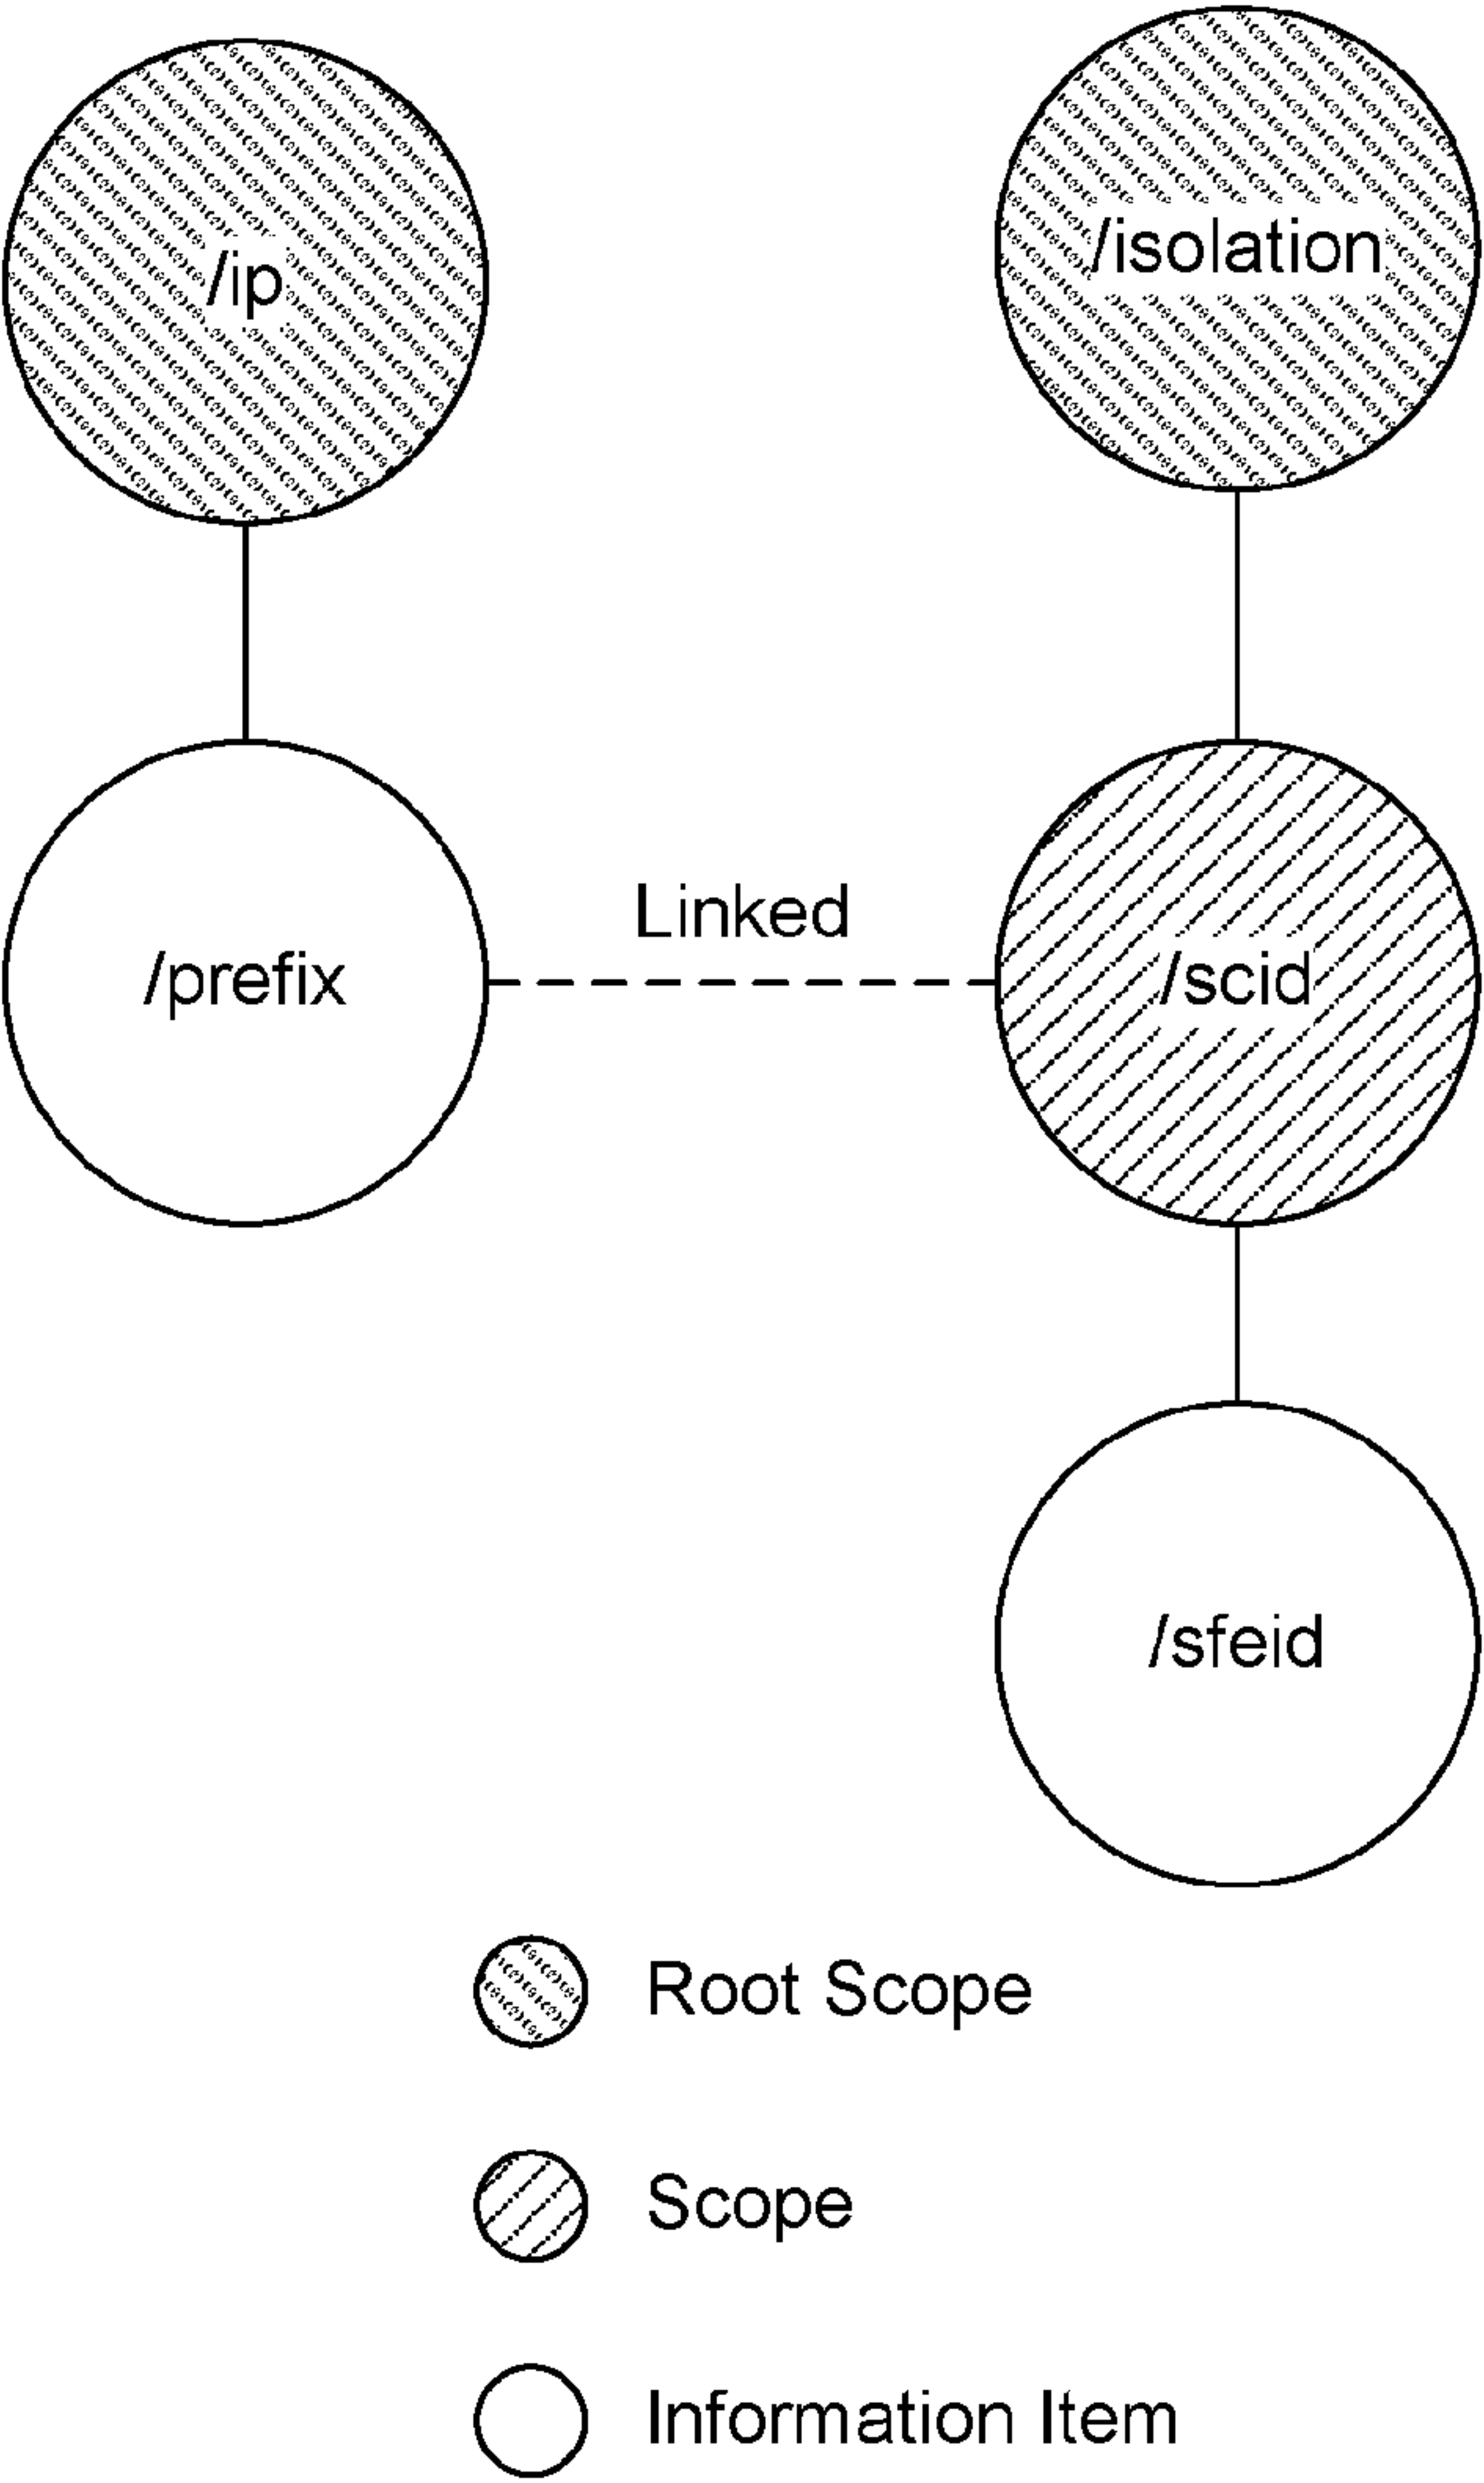 /ip
/isolation
/prefix
Linked
/scid
/sfeid
Root Scope
Scope
Information Item